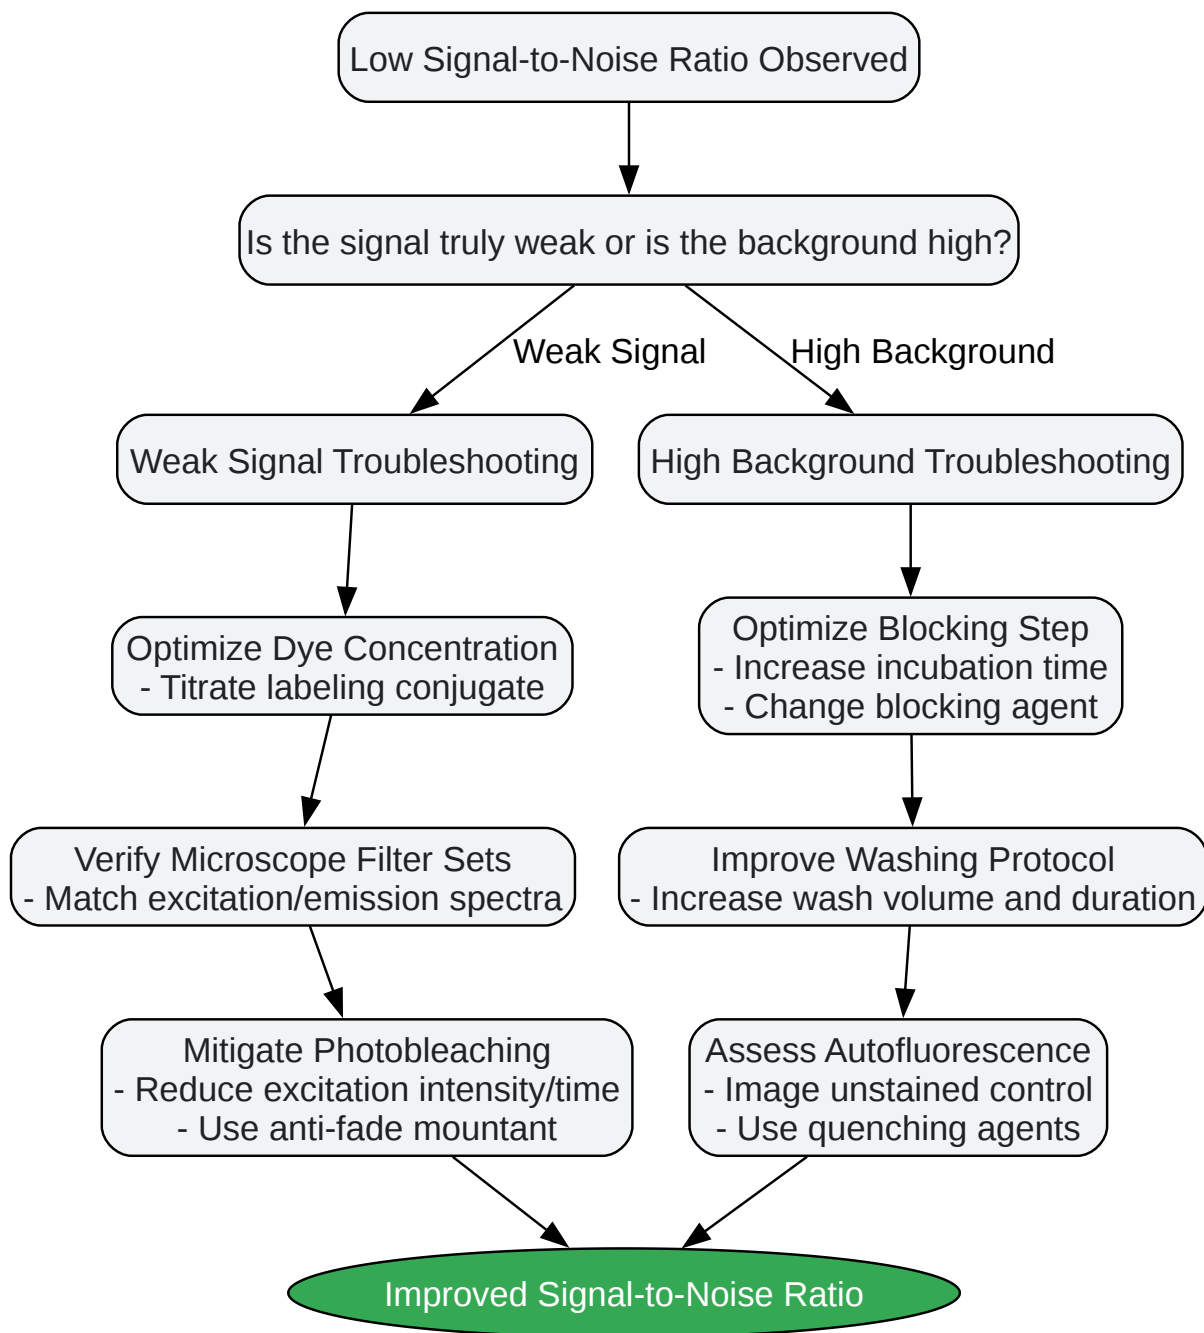 Low Signal-to-Noise Ratio Observed
Is the signal truly weak or is the background high?
Weak Signal
High Background
Weak Signal Troubleshooting
High Background Troubleshooting
Optimize Dye Concentration
- Titrate labeling conjugate
Optimize Blocking Step
- Increase incubation time
- Change blocking agent
Verify Microscope Filter Sets
- Match excitation/emission spectra
Improve Washing Protocol
- Increase wash volume and duration
Mitigate Photobleaching
- Reduce excitation intensity/time
- Use anti-fade mountant
Assess Autofluorescence
- Image unstained control
- Use quenching agents
Improved Signal-to-Noise Ratio